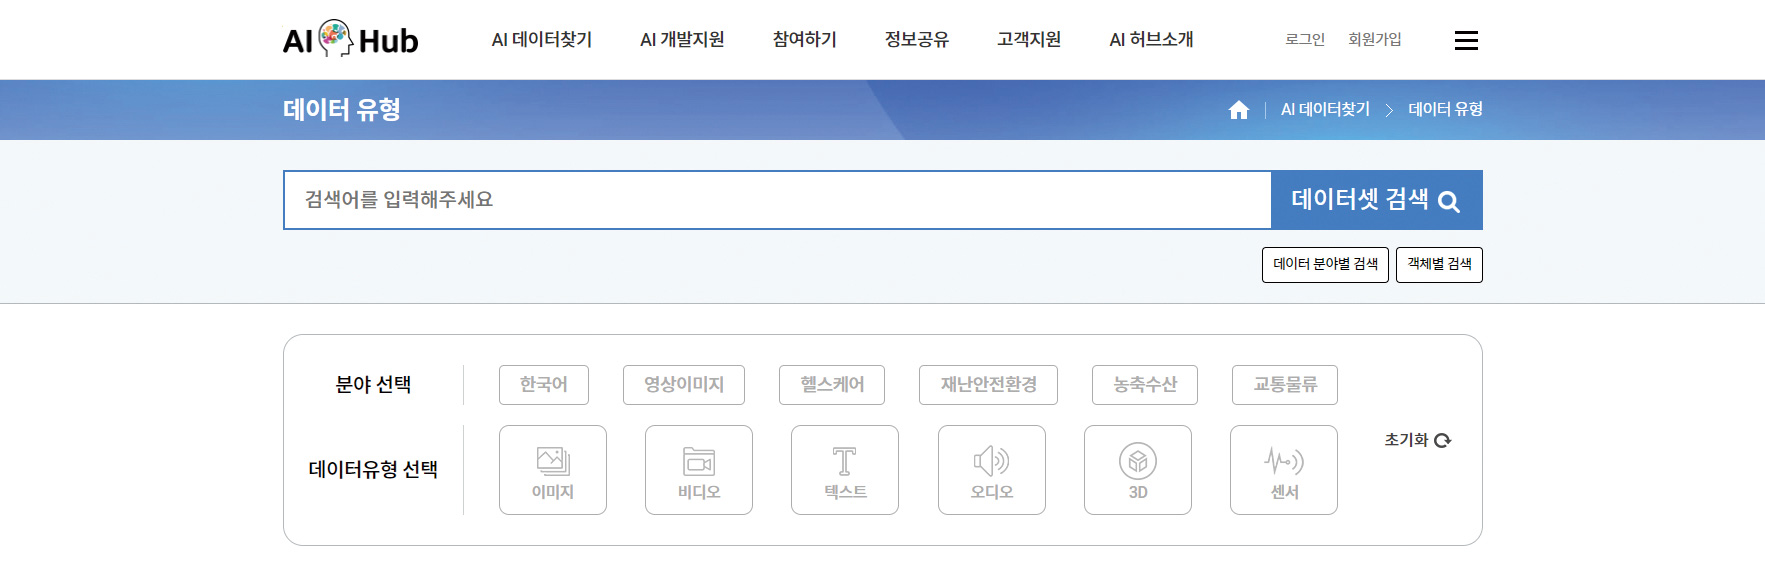 AI Hub
AI 데이터찾기 AI 개발지원 참여하기 정보공유 고객지원 AI 허브소개 로그인 회원가입
데이터 유형
AI 데이터찾기 데이터 유형
검색어를 입력해주세요 데이터셋 검색
데이터 분야별 검색 객체별 검색
분야 선택 한국어 영상이미지 헬스케어 재난안전환경 농축수산 교통물류
초기화
데이터유형 선택 이미지 비디오 텍스트 오디오 3D 센서